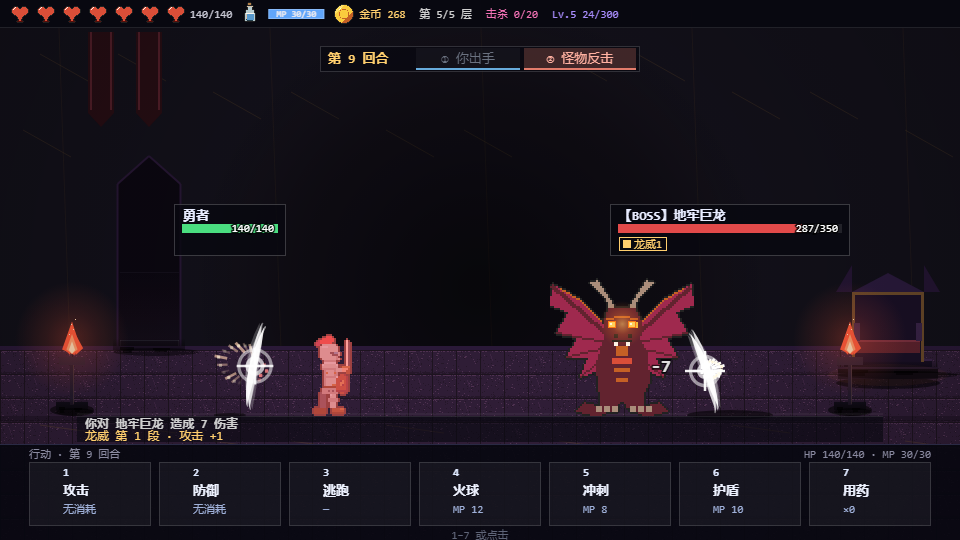 140/140 MP 30/30 金币 268 第 5/5 层 击杀 0/20 Lv.5 24/300
第 9 回合 ① 你出手 ② 怪物反击
勇者
140/140
【BOSS】地牢巨龙
287/350
龙威1
-7
你对 地牢巨龙 造成 7 伤害
龙威 第 1 段 · 攻击 +1
行动 · 第 9 回合 HP 140/140 · MP 30/30
1 2 3 4 5 6 7
攻击 防御 逃跑 火球 冲刺 护盾 用药
无消耗 无消耗 — MP 12 MP 8 MP 10 ×0
1-7 或点击